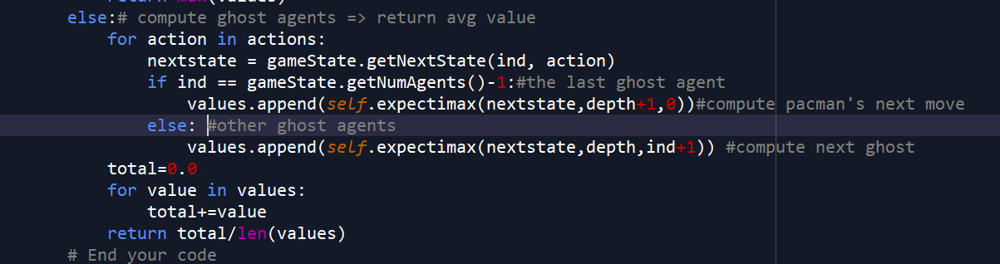 return max(values)
else:# compute ghost agents => return avg value
for action in actions:
nextstate = gameState.getNextState(ind, action)
if ind == gameState.getNumAgents()-1:#the last ghost agent
values.append(self.expectimax(nextstate,depth+1,0))#compute pacman's next move
else: #other ghost agents
values.append(self.expectimax(nextstate,depth,ind+1)) #compute next ghost
total=0.0
for value in values:
total+=value
return total/len(values)
# End your code